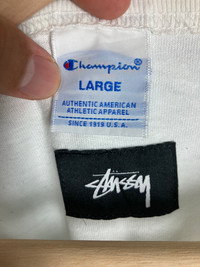 Champion®
LARGE
AUTHENTIC AMERICAN
ATHLETIC APPAREL
SINCE 1919 U.S.A.
STÜSSY